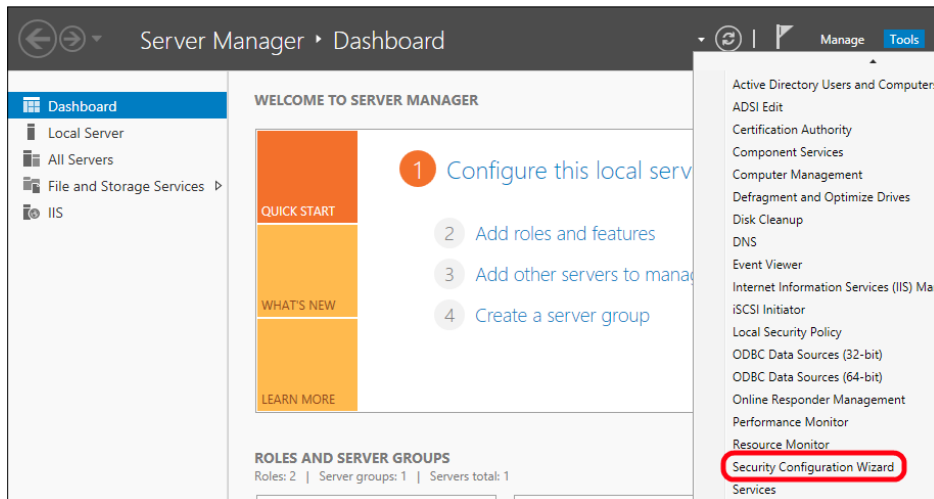 Server Manager ‣ Dashboard
Manage
Tools
Dashboard
Local Server
All Servers
File and Storage Services
IIS
WELCOME TO SERVER MANAGER
QUICK START
WHAT'S NEW
LEARN MORE
1 Configure this local serv
2 Add roles and features
3 Add other servers to manag
4 Create a server group
ROLES AND SERVER GROUPS
Roles: 2 | Server groups: 1 | Servers total: 1
Active Directory Users and Computers
ADSI Edit
Certification Authority
Component Services
Computer Management
Defragment and Optimize Drives
Disk Cleanup
DNS
Event Viewer
Internet Information Services (IIS) Ma
iSCSI Initiator
Local Security Policy
ODBC Data Sources (32-bit)
ODBC Data Sources (64-bit)
Online Responder Management
Performance Monitor
Resource Monitor
Security Configuration Wizard
Services